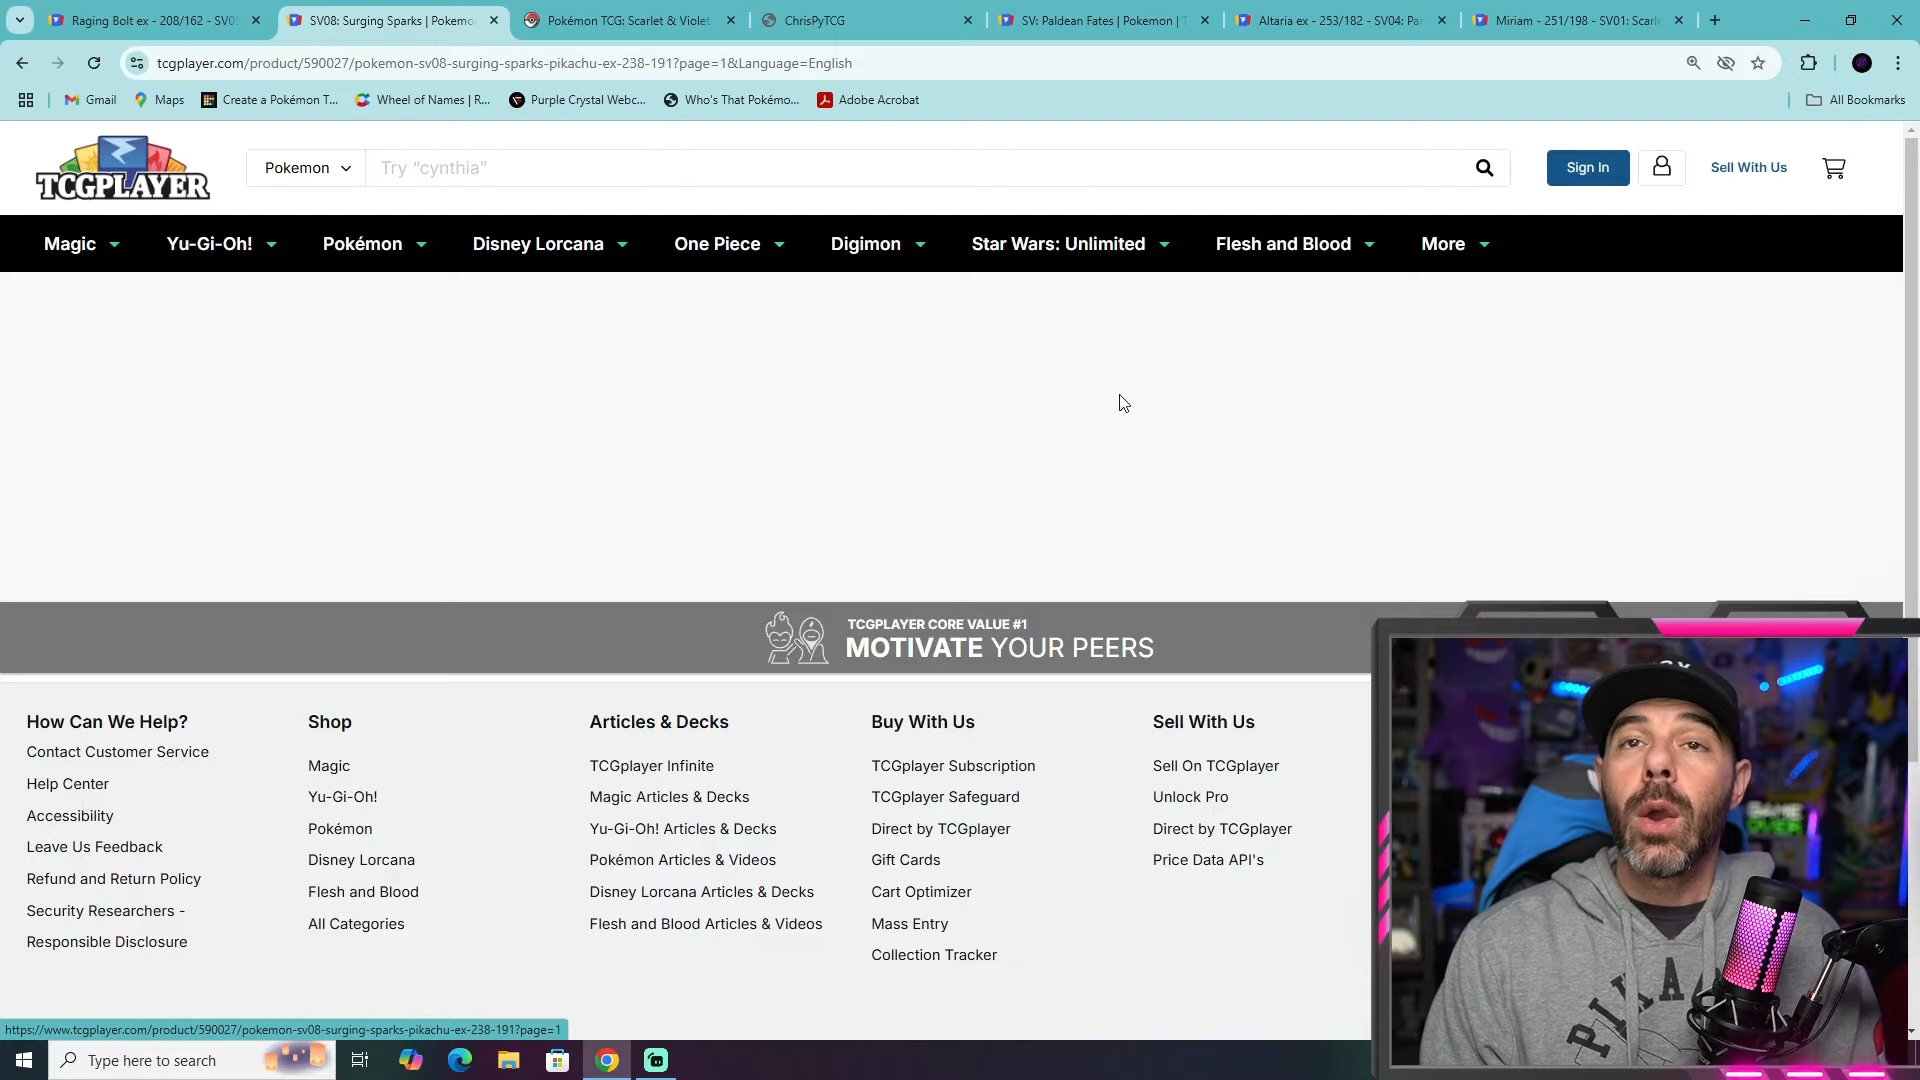 Raging Bolt ex - 208/162 - SV05
SV08: Surging Sparks | Pokemo
Pokémon TCG: Scarlet & Violet
ChrisPyTCG
SV: Paldean Fates | Pokemon | T
Altaria ex - 253/182 - SV04: Par
Miriam - 251/198 - SV01: Scarle
tcgplayer.com/product/590027/pokemon-sv08-surging-sparks-pikachu-ex-238-191?page=1&Language=English
Gmail
Maps
Create a Pokémon T...
Wheel of Names | R...
Purple Crystal Webc...
Who's That Pokémo...
Adobe Acrobat
All Bookmarks
TCGPLAYER
Pokemon
Try “cynthia”
Sign In
Sell With Us
Magic
Yu-Gi-Oh!
Pokémon
Disney Lorcana
One Piece
Digimon
Star Wars: Unlimited
Flesh and Blood
More
TCGPLAYER CORE VALUE #1
MOTIVATE YOUR PEERS
How Can We Help?
Contact Customer Service
Help Center
Accessibility
Leave Us Feedback
Refund and Return Policy
Security Researchers -
Responsible Disclosure
Shop
Magic
Yu-Gi-Oh!
Pokémon
Disney Lorcana
Flesh and Blood
All Categories
Articles & Decks
TCGplayer Infinite
Magic Articles & Decks
Yu-Gi-Oh! Articles & Decks
Pokémon Articles & Videos
Disney Lorcana Articles & Decks
Flesh and Blood Articles & Videos
Buy With Us
TCGplayer Subscription
TCGplayer Safeguard
Direct by TCGplayer
Gift Cards
Cart Optimizer
Mass Entry
Collection Tracker
Sell With Us
Sell On TCGplayer
Unlock Pro
Direct by TCGplayer
Price Data API's
GAME
OVER
PIKAC
https://www.tcgplayer.com/product/590027/pokemon-sv08-surging-sparks-pikachu-ex-238-191?page=1
Type here to search